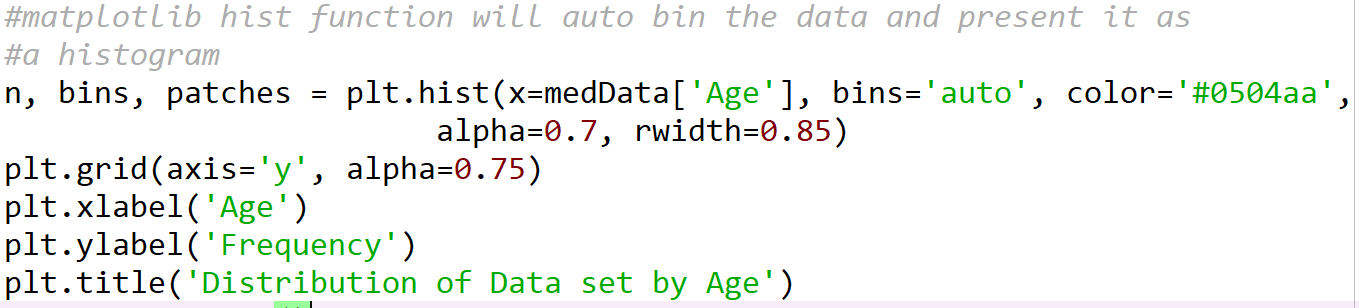 #matplotlib hist function will auto bin the data and present it as
#a histogram
n, bins, patches = plt.hist(x=medData['Age'], bins='auto', color='#0504aa',
alpha=0.7, rwidth=0.85)
plt.grid(axis='y', alpha=0.75)
plt.xlabel('Age')
plt.ylabel('Frequency')
plt.title('Distribution of Data set by Age')